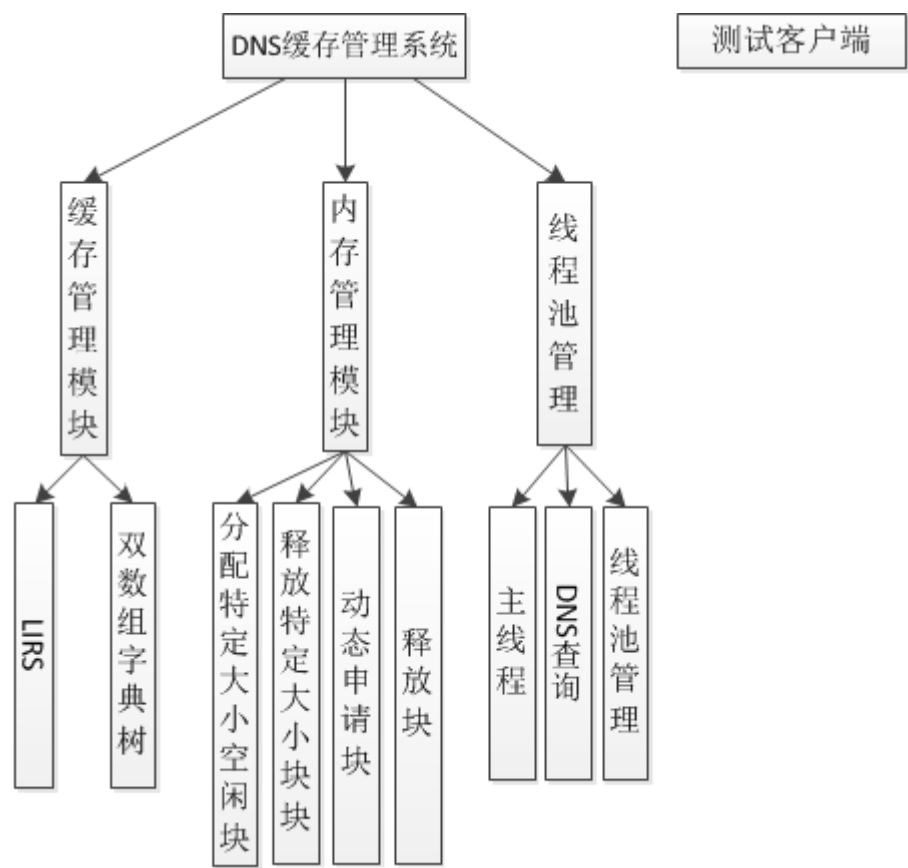 DNS缓存管理系统
测试客户端
缓存管理模块
内存管理模块
线程池管理
LIRS
双数组字典树
分配特定大小空闲块
释放特定大小块块
动态申请块
释放块
主线程
DNS查询
线程池管理